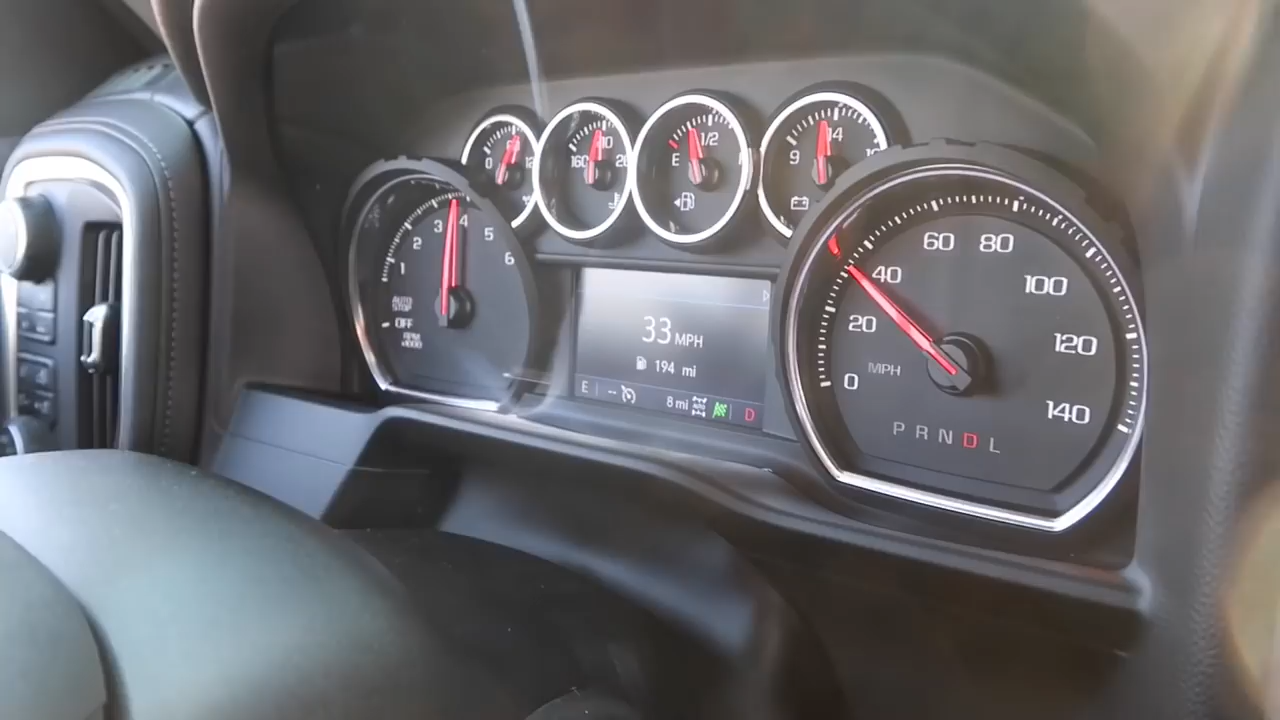 0
160
E 1/2
9 14
1 2 3 4 5 6
AUTO
STOP
OFF
RPM
x1000
33 MPH
194 mi
E --
8 mi AUTO D
0 20 40 60 80 100 120 140
MPH
P R N D L